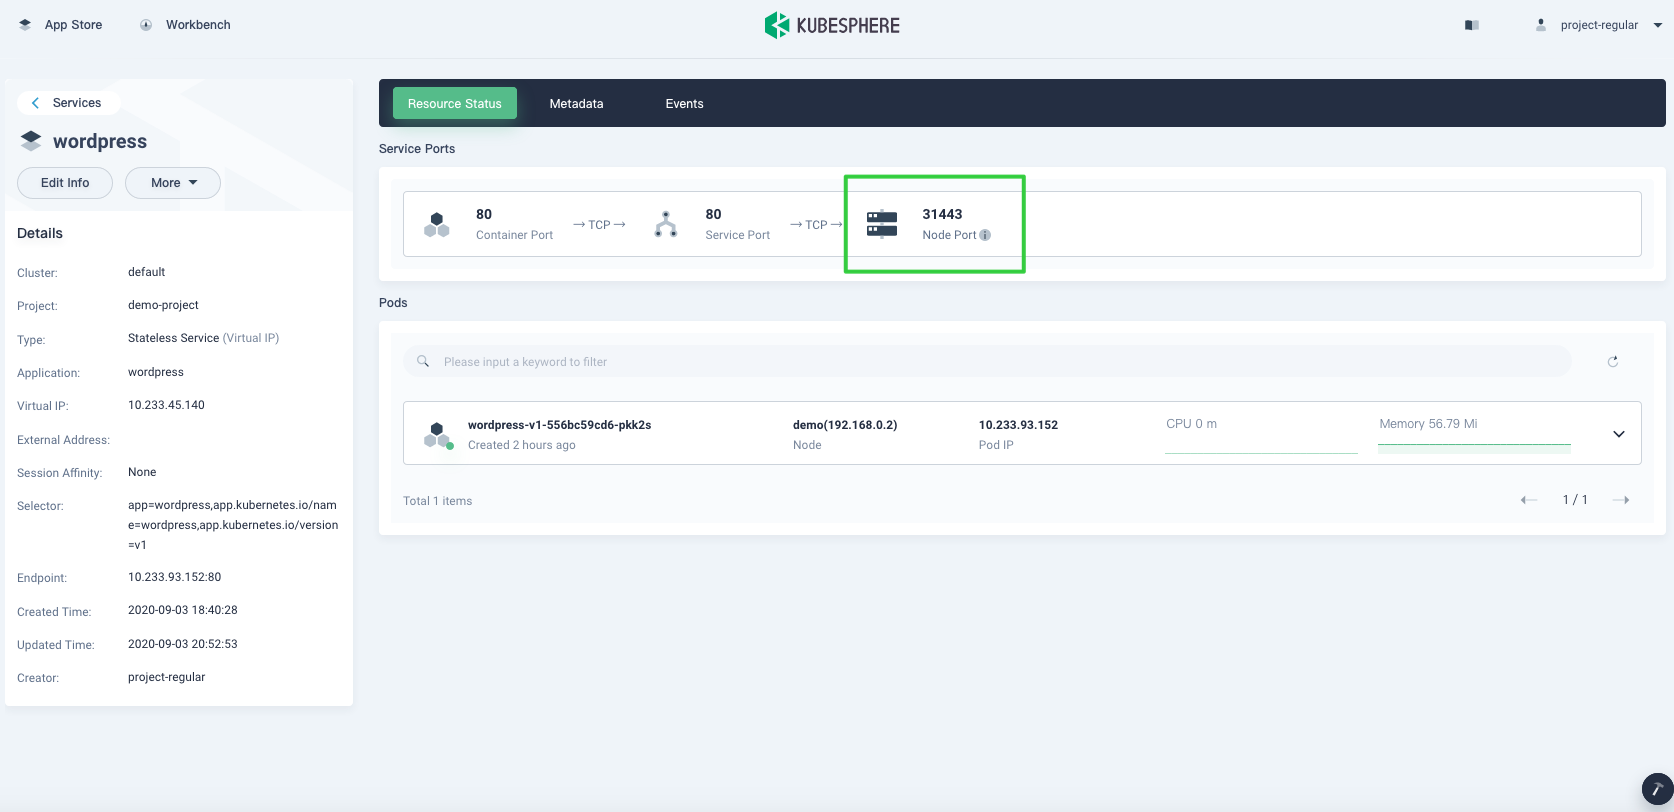 App Store
Workbench
KUBESPHERE
project-regular
Services
wordpress
Edit Info
More
Details
Cluster: default
Project: demo-project
Type: Stateless Service (Virtual IP)
Application: wordpress
Virtual IP: 10.233.45.140
External Address:
Session Affinity: None
Selector: app=wordpress,app.kubernetes.io/nam
e=wordpress,app.kubernetes.io/version
=v1
Endpoint: 10.233.93.152:80
Created Time: 2020-09-03 18:40:28
Updated Time: 2020-09-03 20:52:53
Creator: project-regular
Resource Status
Metadata
Events
Service Ports
80
Container Port
TCP
80
Service Port
TCP
31443
Node Port
Pods
Please input a keyword to filter
wordpress-v1-556bc59cd6-pkk2s
Created 2 hours ago
demo(192.168.0.2)
Node
10.233.93.152
Pod IP
CPU 0 m
Memory 56.79 Mi
Total 1 items
1 / 1